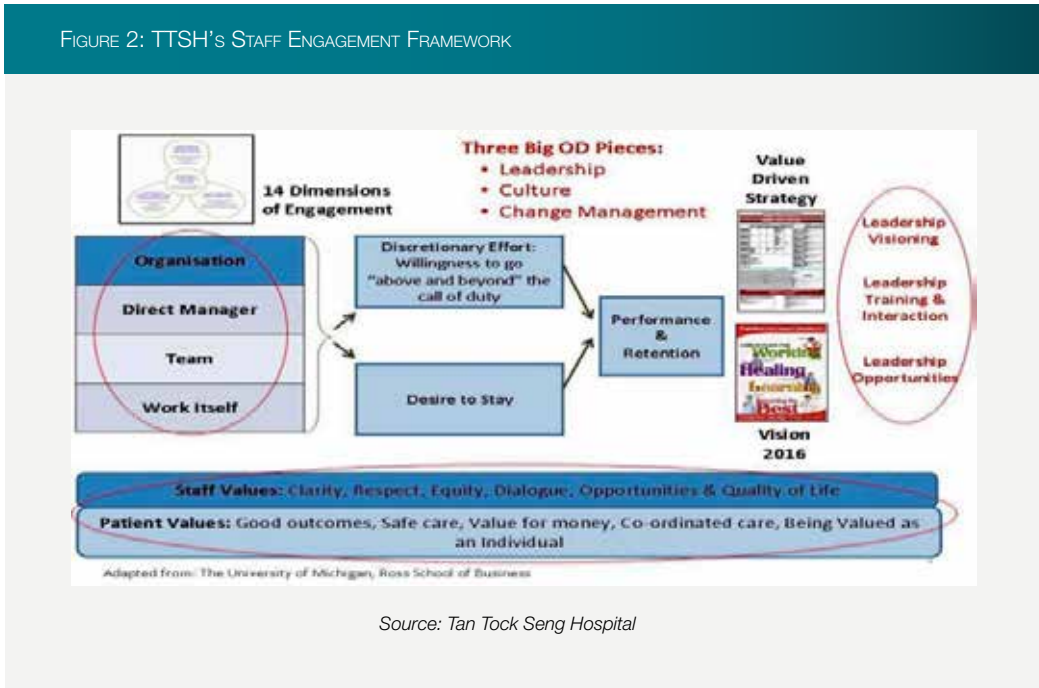 FIGURE 2: TTSH'S STAFF ENGAGEMENT FRAMEWORK
14 Dimensions
of Engagement
Three Big OD Pieces:
• Leadership
• Culture
• Change Management
Value
Driven
Strategy
Organisation
Direct Manager
Team
Work Itself
Discretionary Effort:
Willingness to go
"above and beyond" the
call of duty
Desire to Stay
Performance
&
Retention
Working
Healing
Learning
Best
Vision
2016
Leadership
Visioning
Leadership
Training &
Interaction
Leadership
Opportunities
Staff Values: Clarity, Respect, Equity, Dialogue, Opportunities & Quality of Life
Patient Values: Good outcomes, Safe care, Value for money, Co-ordinated care, Being Valued as
an Individual
Adapted from: The University of Michigan, Ross School of Business
Source: Tan Tock Seng Hospital